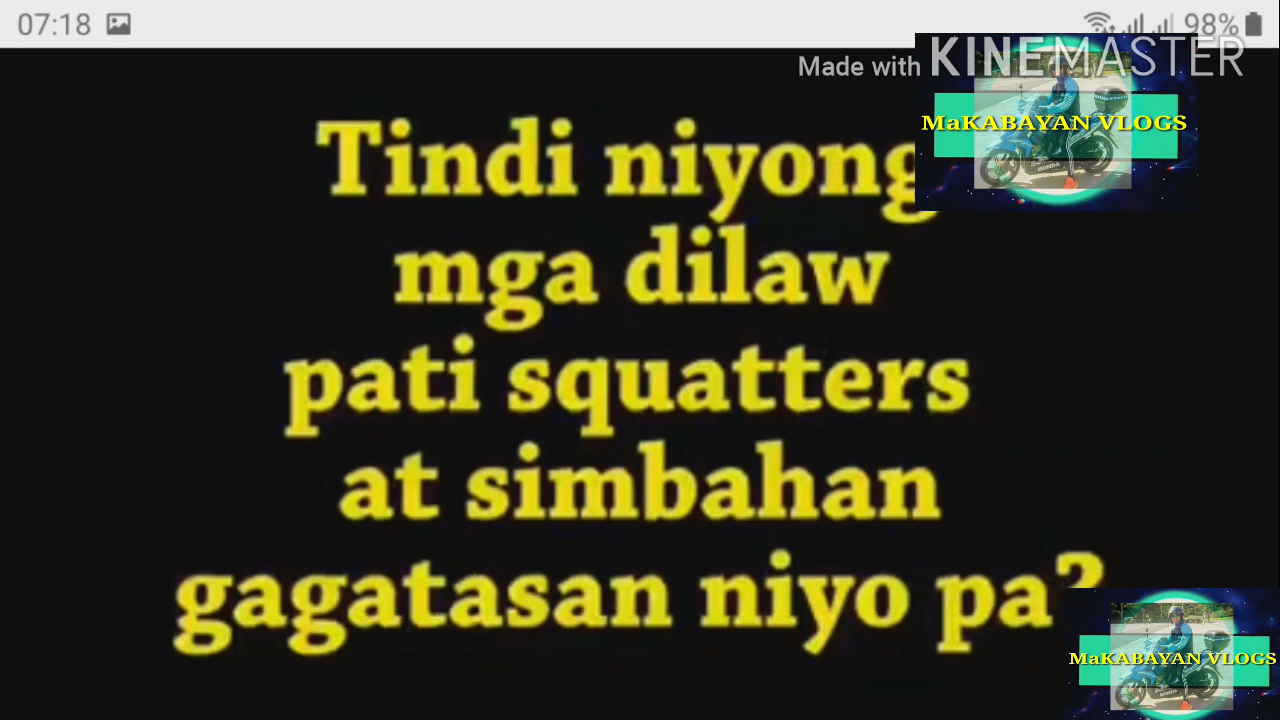 07:18
98%
Made with KINEMASTER
MaKABAYAN VLOGS
Tindi niyong
mga dilaw
pati squatters
at simbahan
gagatasan niyo pa?
MaKABAYAN VLOGS
HONDA